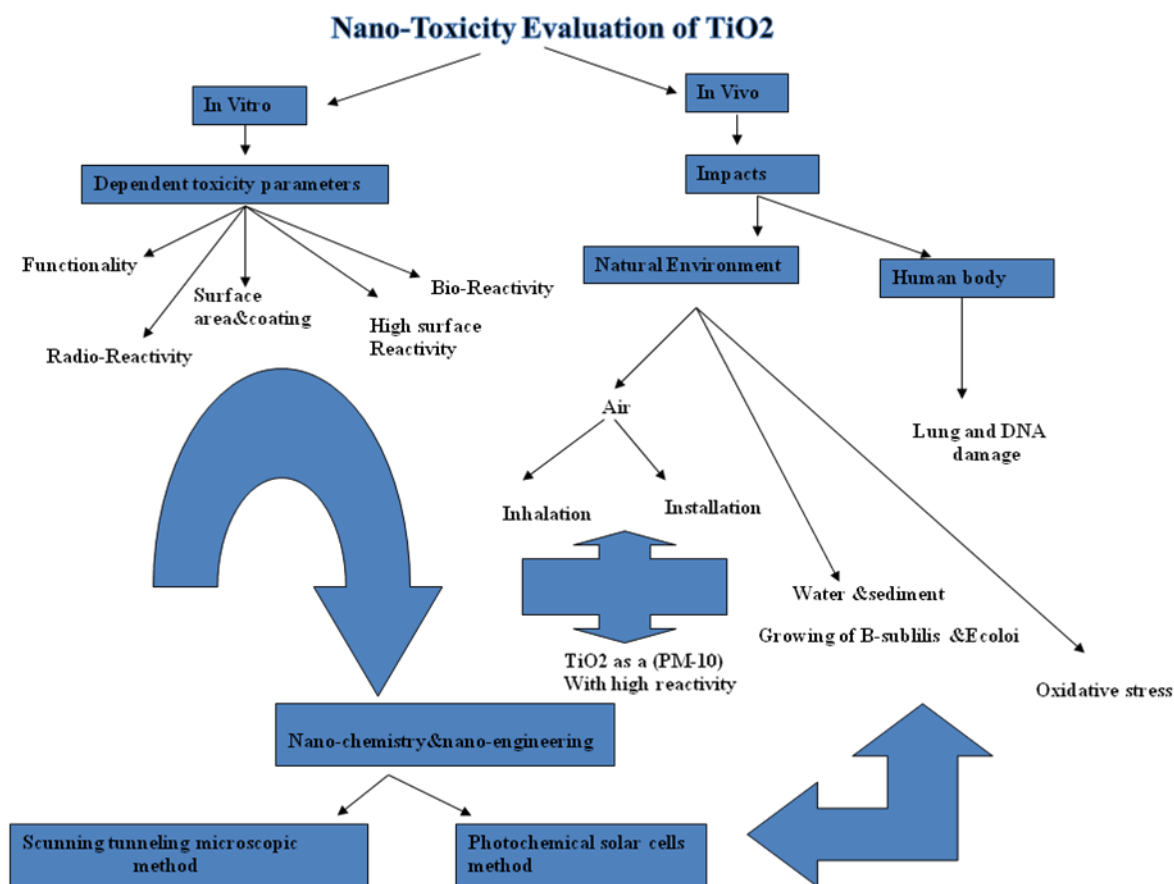 Nano-Toxicity Evaluation of TiO2
In Vitro
In Vivo
Dependent toxicity parameters
Impacts
Functionality
Surface
area&coating
Bio-Reactivity
Radio-Reactivity
High surface
Reactivity
Natural Environment
Human body
Air
Lung and DNA
damage
Inhalation
Installation
Water &sediment
Growing of B-sublilis &Ecoloi
TiO2 as a (PM-10)
With high reactivity
Oxidative stress
Nano-chemistry&nano-engineering
Scunning tunneling microscopic
method
Photochemical solar cells
method